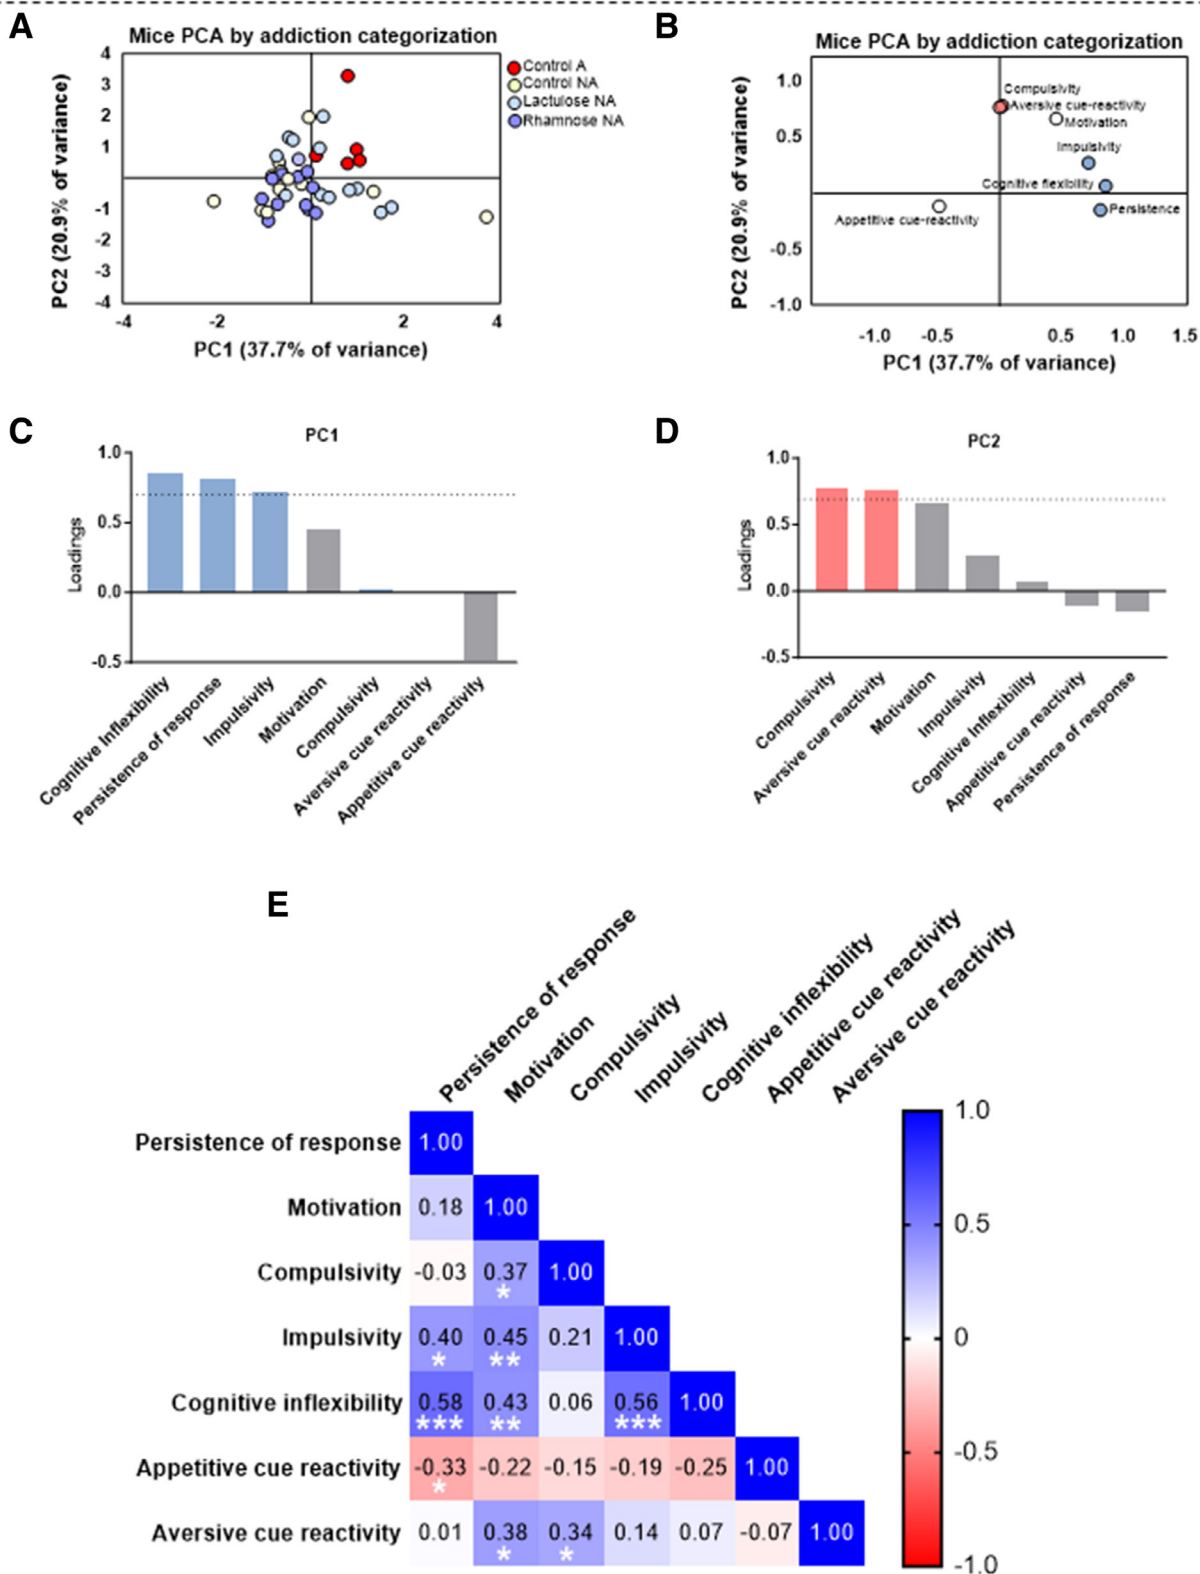 A
Mice PCA by addiction categorization
PC2 (20.9% of variance)
4
3
2
1
-1
-2
-3
-4
-4
-2
2
4
PC1 (37.7% of variance)
Control A
Control NA
Lactulose NA
Rhamnose NA
B
Mice PCA by addiction categorization
PC2 (20.9% of variance)
1.0
0.5
-0.5
-1.0
Compulsivity
Aversive cue-reactivity
Motivation
Impulsivity
Cognitive flexibility
Persistence
Appetitive cue-reactivity
-1.0
-0.5
0.5
1.0
1.5
PC1 (37.7% of variance)
C
PC1
Loadings
1.0
0.5
0.0
-0.5
Cognitive Inflexibility
Persistence of response
Impulsivity
Motivation
Compulsivity
Aversive cue reactivity
Appetitive cue reactivity
D
PC2
Loadings
1.0
0.5
0.0
-0.5
Compulsivity
Aversive cue reactivity
Motivation
Impulsivity
Cognitive Inflexibility
Appetitive cue reactivity
Persistence of response
E
Persistence of response
Motivation
Compulsivity
Impulsivity
Cognitive inflexibility
Appetitive cue reactivity
Aversive cue reactivity
Persistence of response 1.00
Motivation 0.18 1.00
Compulsivity -0.03 0.37 1.00
*
Impulsivity 0.40 0.45 0.21 1.00
* **
Cognitive inflexibility 0.58 0.43 0.06 0.56 1.00
*** ** ***
Appetitive cue reactivity -0.33 -0.22 -0.15 -0.19 -0.25 1.00
*
Aversive cue reactivity 0.01 0.38 0.34 0.14 0.07 -0.07 1.00
* *
1.0
0.5
0
-0.5
-1.0